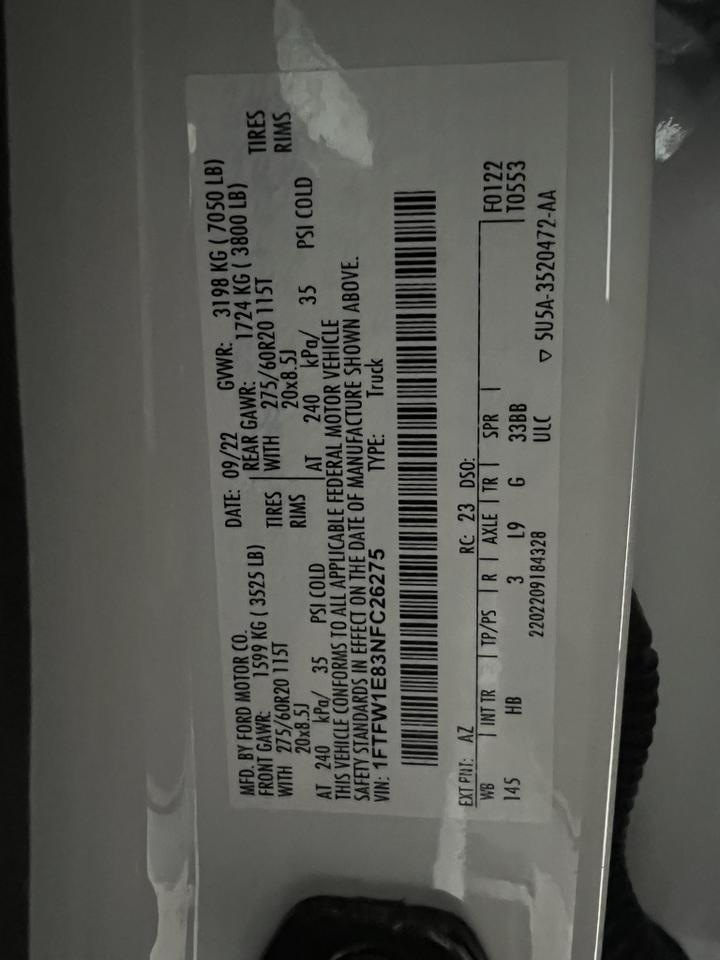 MFD. BY FORD MOTOR CO. DATE: 09/22 GVWR: 3198 KG ( 7050 LB)
FRONT GAWR: 1599 KG ( 3525 LB) REAR GAWR: 1724 KG ( 3800 LB)
WITH 275/60R20 115T TIRES WITH 275/60R20 115T TIRES
20x8.5J RIMS 20x8.5J RIMS
AT 240 kPa/ 35 PSI COLD AT 240 kPa/ 35 PSI COLD
THIS VEHICLE CONFORMS TO ALL APPLICABLE FEDERAL MOTOR VEHICLE
SAFETY STANDARDS IN EFFECT ON THE DATE OF MANUFACTURE SHOWN ABOVE.
VIN: 1FTFW1E83NFC26275 TYPE: Truck
EXT PNT: AZ RC: 23 DSO:
WB INT TR TP/PS R AXLE TR SPR F0122
145 HB 3 L9 G 33BB T0553
2202209184328 ULC ▽ 5U5A-3520472-AA